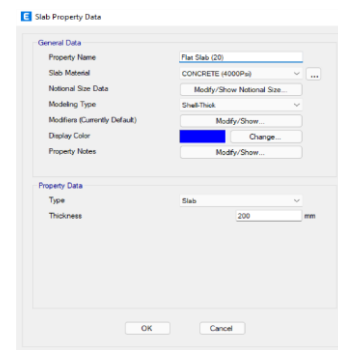 E Slab Property Data
General Data
Property Name Flat Slab (20)
Slab Material CONCRETE (4000Psi) ...
Notional Size Data Modify/Show Notional Size...
Modeling Type Shell-Thick
Modifiers (Currently Default) Modify/Show...
Display Color Change...
Property Notes Modify/Show...
Property Data
Type Slab
Thickness 200 mm
OK Cancel